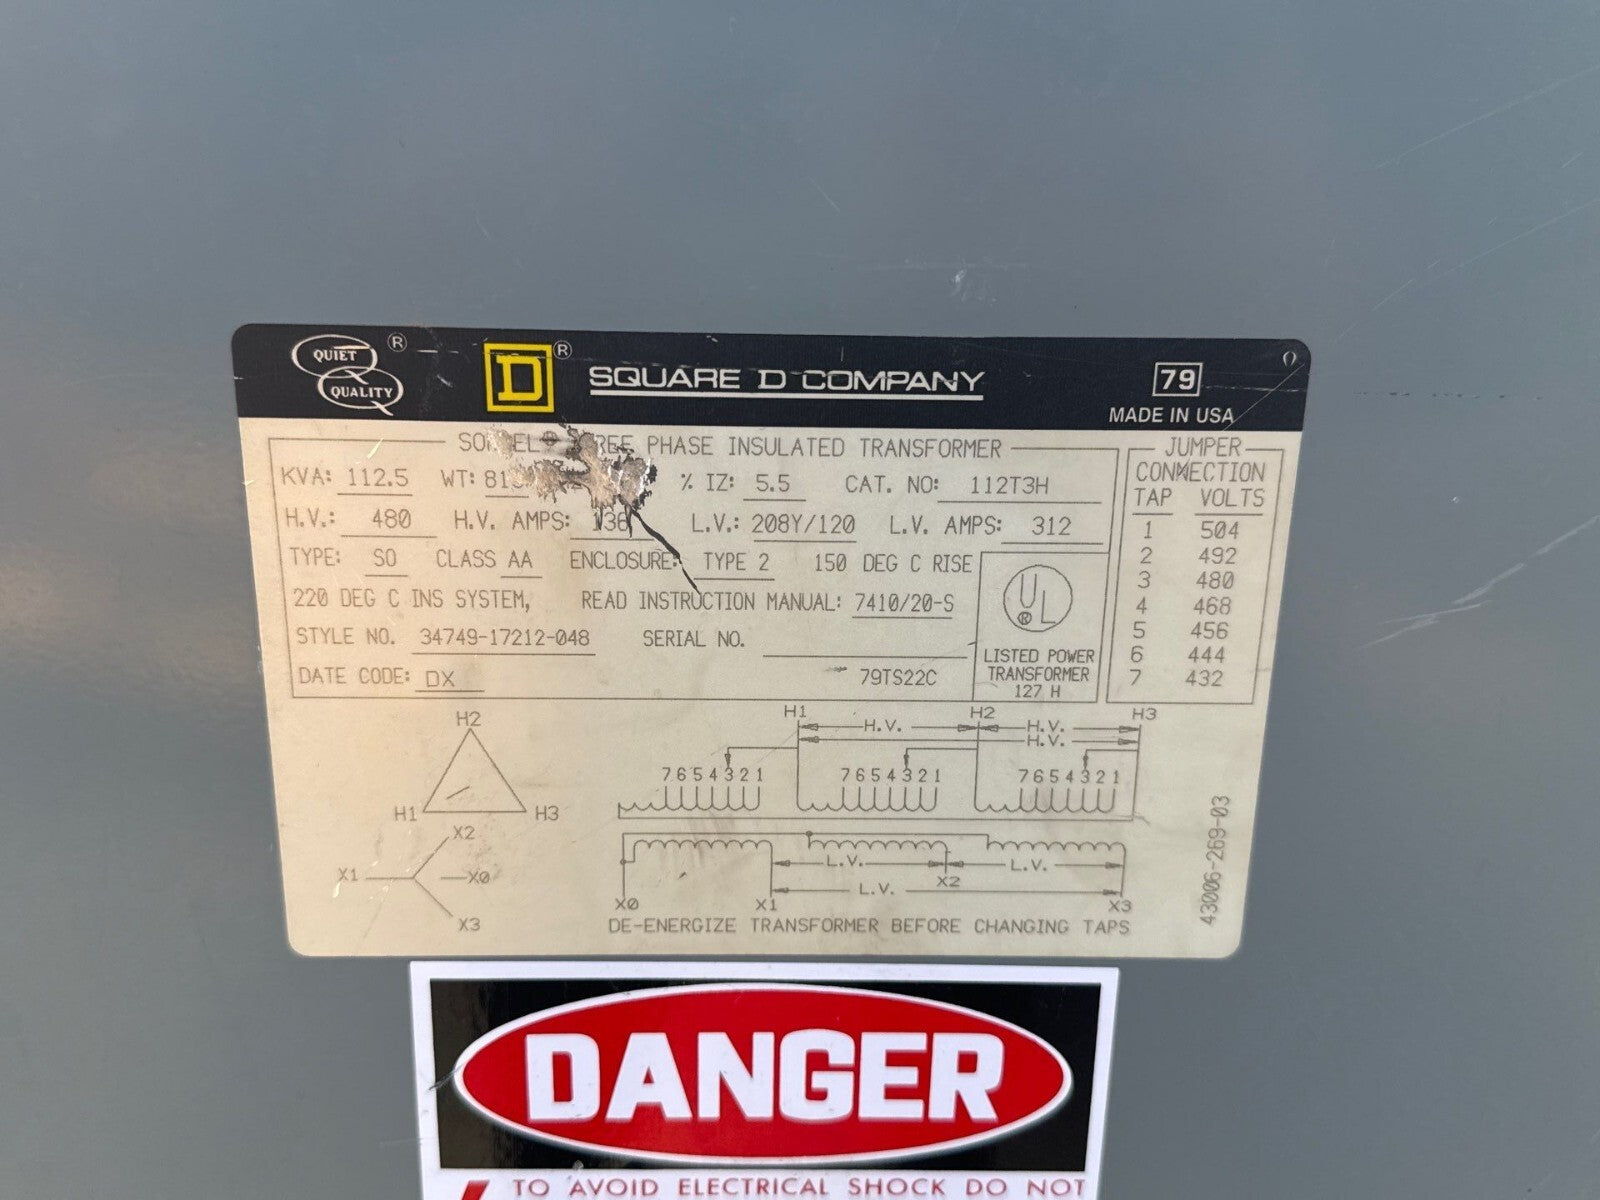 QUIET ®
QUALITY
D ®
SQUARE D COMPANY
79
MADE IN USA
PHASE INSULATED TRANSFORMER
KVA: 112.5 WT: % IZ: 5.5 CAT. NO: 112T3H
H.V.: 480 H.V. AMPS: 136 L.V.: 208Y/120 L.V. AMPS: 312
TYPE: SO CLASS AA ENCLOSURE: TYPE 2 150 DEG C RISE
220 DEG C INS SYSTEM, READ INSTRUCTION MANUAL: 7410/20-S
STYLE NO. 34749-17212-048 SERIAL NO.
DATE CODE: DX 79TS22C
UL ®
LISTED POWER
TRANSFORMER
127 H
JUMPER
CONNECTION
TAP VOLTS
1 504
2 492
3 480
4 468
5 456
6 444
7 432
H2
H1 H3
X2
X1 X0
X3
H1 H2 H3
H.V. H.V.
H.V.
7 6 5 4 3 2 1 7 6 5 4 3 2 1 7 6 5 4 3 2 1
L.V. L.V.
X2
L.V.
X0 X1 X3
DE-ENERGIZE TRANSFORMER BEFORE CHANGING TAPS
43006-269-03
DANGER
TO AVOID ELECTRICAL SHOCK DO NOT